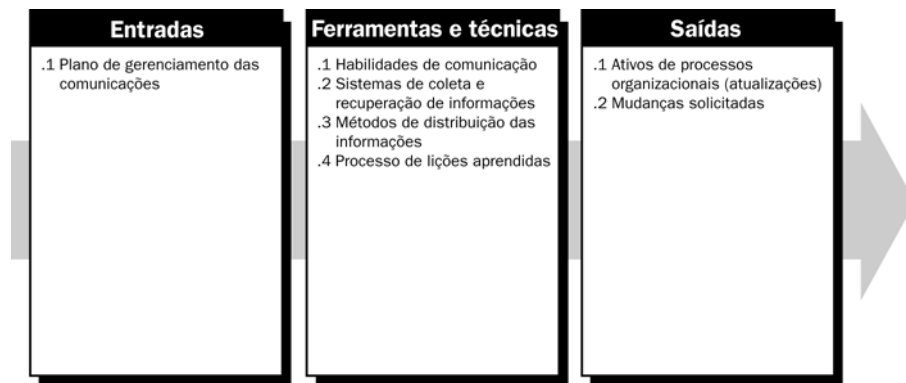 Entradas
.1 Plano de gerenciamento das
comunicações
Ferramentas e técnicas
.1 Habilidades de comunicação
.2 Sistemas de coleta e
recuperação de informações
.3 Métodos de distribuição das
informações
.4 Processo de lições aprendidas
Saídas
.1 Ativos de processos
organizacionais (atualizações)
.2 Mudanças solicitadas